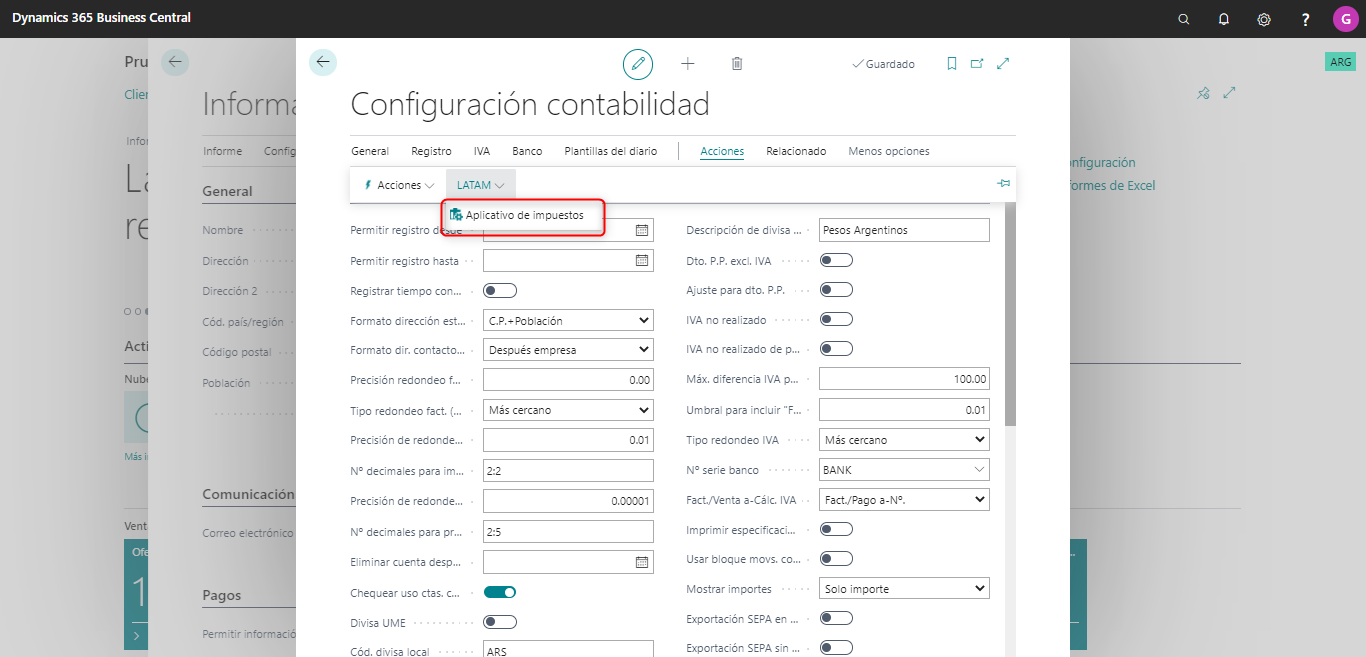 Dynamics 365 Business Central
?
G
Pru
Guardado
ARG
Clien
Informa
Configuración contabilidad
Infor
Informe Config
General Registro IVA Banco Plantillas del diario Acciones Relacionado Menos opciones
nfiguración
formes de Excel
La
re
General
Acciones LATAM
Aplicativo de impuestos
Nombre
Permitir registro desde
Descripción de divisa ... Pesos Argentinos
Dirección
Permitir registro hasta
Dto. P.P. excl. IVA
Dirección 2
Registrar tiempo con...
Ajuste para dto. P.P.
Cód. país/región
Formato dirección est... C.P.+Población
IVA no realizado
Acti
Código postal
Formato dir. contacto... Después empresa
IVA no realizado de p...
Nube
Población
Precisión redondeo f... 0.00
Máx. diferencia IVA p... 100.00
Tipo redondeo fact. (... Más cercano
Umbral para incluir "F... 0.01
Precisión de redonde... 0.01
Tipo redondeo IVA Más cercano
Más i
Nº decimales para im... 2:2
Nº serie banco BANK
Comunicación
Precisión de redonde... 0.00001
Fact./Venta a-Cálc. IVA Fact./Pago a-Nº.
Vent
Correo electrónico
Nº decimales para pr... 2:5
Imprimir especificaci...
Ofe
Eliminar cuenta desp...
Usar bloque movs. co...
1
Pagos
Chequear uso ctas. c...
Mostrar importes Solo importe
Divisa UME
Exportación SEPA en ...
Permitir informació
Cód. divisa local ARS
Exportación SEPA sin ...